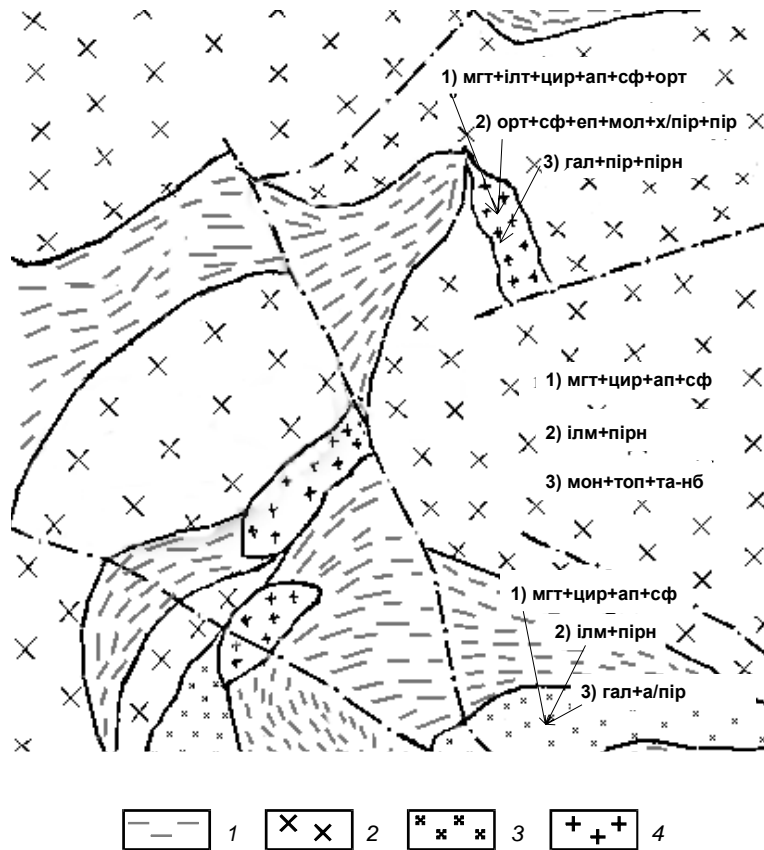 1) мгт+ілт+цир+ап+сф+орт
2) орт+сф+еп+мол+х/пір+пір
3) гал+пір+пірн
1) мгт+цир+ап+сф
2) ілм+пірн
3) мон+топ+та-нб
1) мгт+цир+ап+сф
2) ілм+пірн
3) гал+а/пір
1 2 3 4